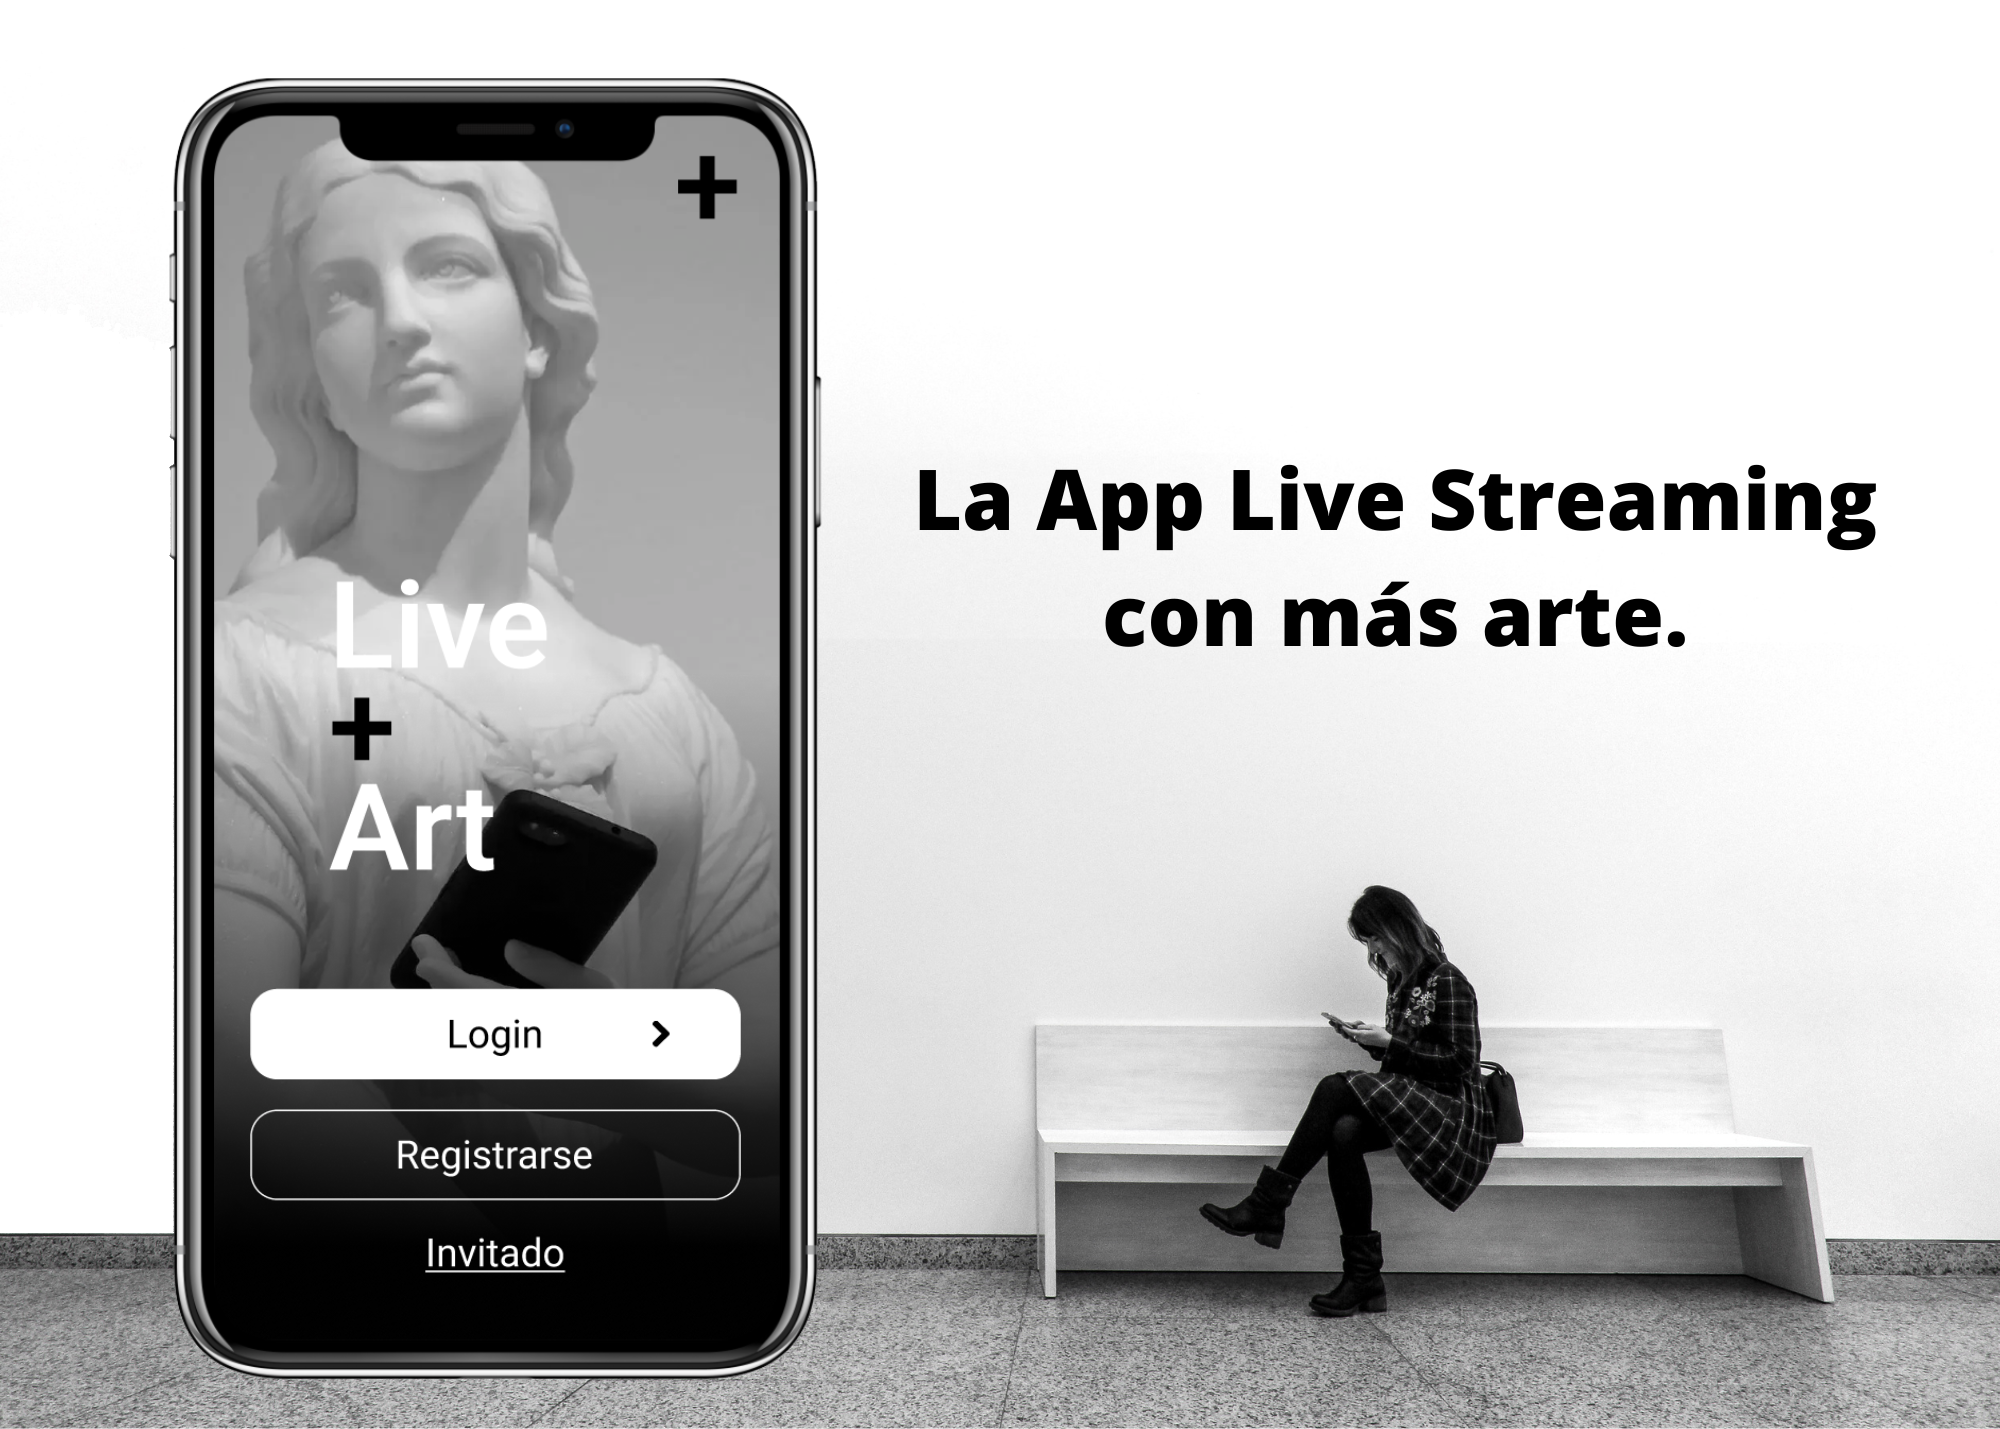 +
Live
+
Art
Login
Registrarse
Invitado
La App Live Streaming
con más arte.